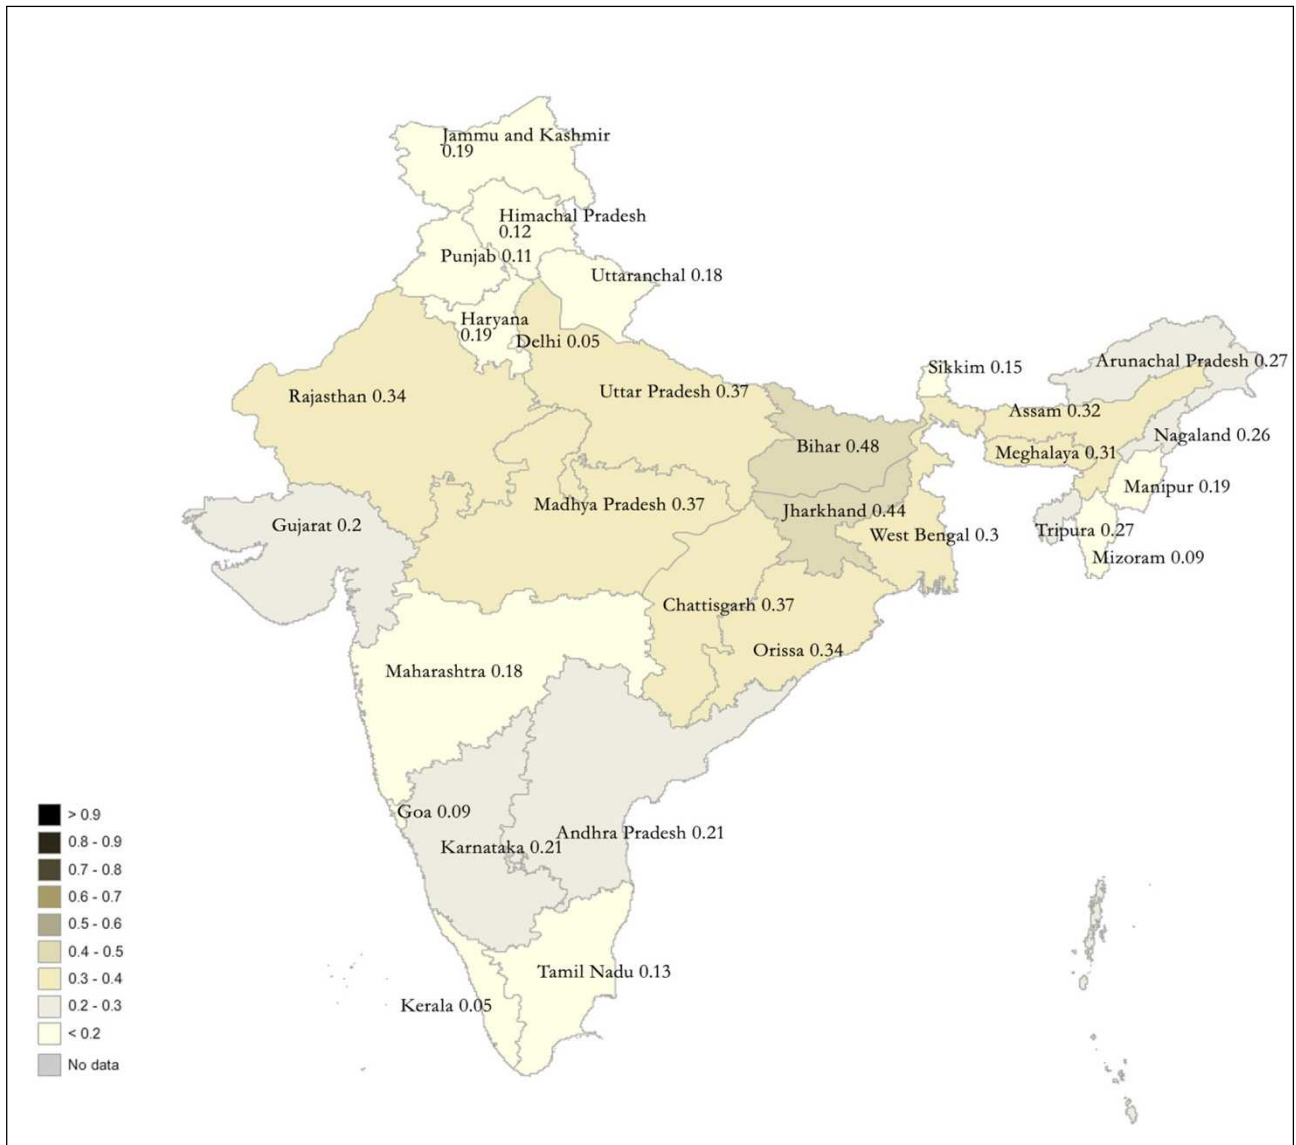 Jammu and Kashmir
0.19
Himachal Pradesh
0.12
Punjab 0.11
Uttaranchal 0.18
Haryana
0.19
Delhi 0.05
Arunachal Pradesh 0.27
Sikkim 0.15
Rajasthan 0.34
Uttar Pradesh 0.37
Assam 0.32
Nagaland 0.26
Bihar 0.48
Meghalaya 0.31
Manipur 0.19
Madhya Pradesh 0.37
Jharkhand 0.44
Gujarat 0.2
West Bengal 0.3
Tripura 0.27
Mizoram 0.09
Chattisgarh 0.37
Orissa 0.34
Maharashtra 0.18
Goa 0.09
Andhra Pradesh 0.21
Karnataka 0.21
Tamil Nadu 0.13
Kerala 0.05
> 0.9
0.8 - 0.9
0.7 - 0.8
0.6 - 0.7
0.5 - 0.6
0.4 - 0.5
0.3 - 0.4
0.2 - 0.3
< 0.2
No data